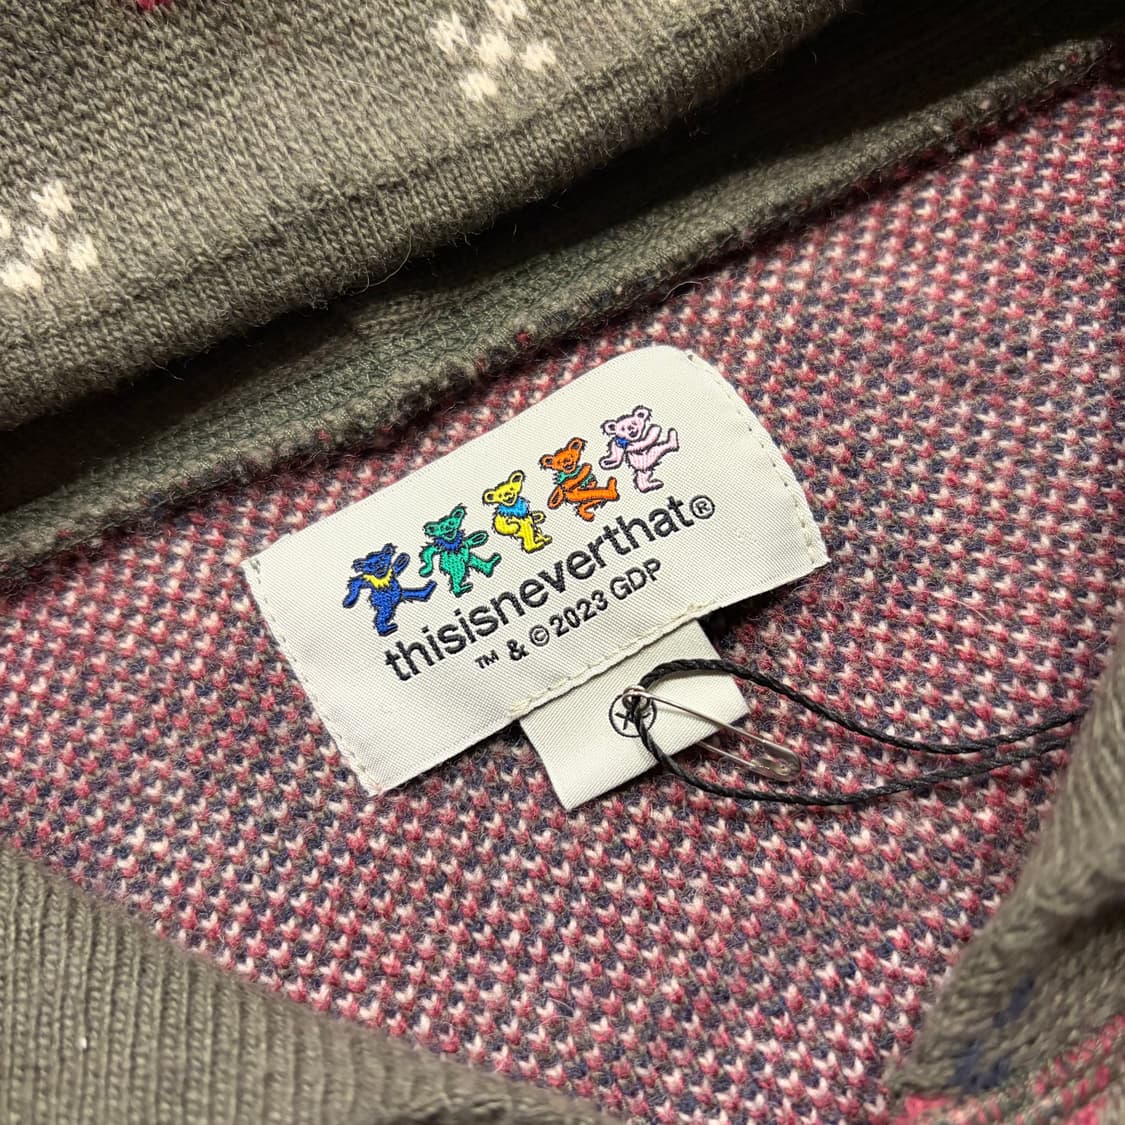 thisisneverthat®
™ & © 2023 GDP